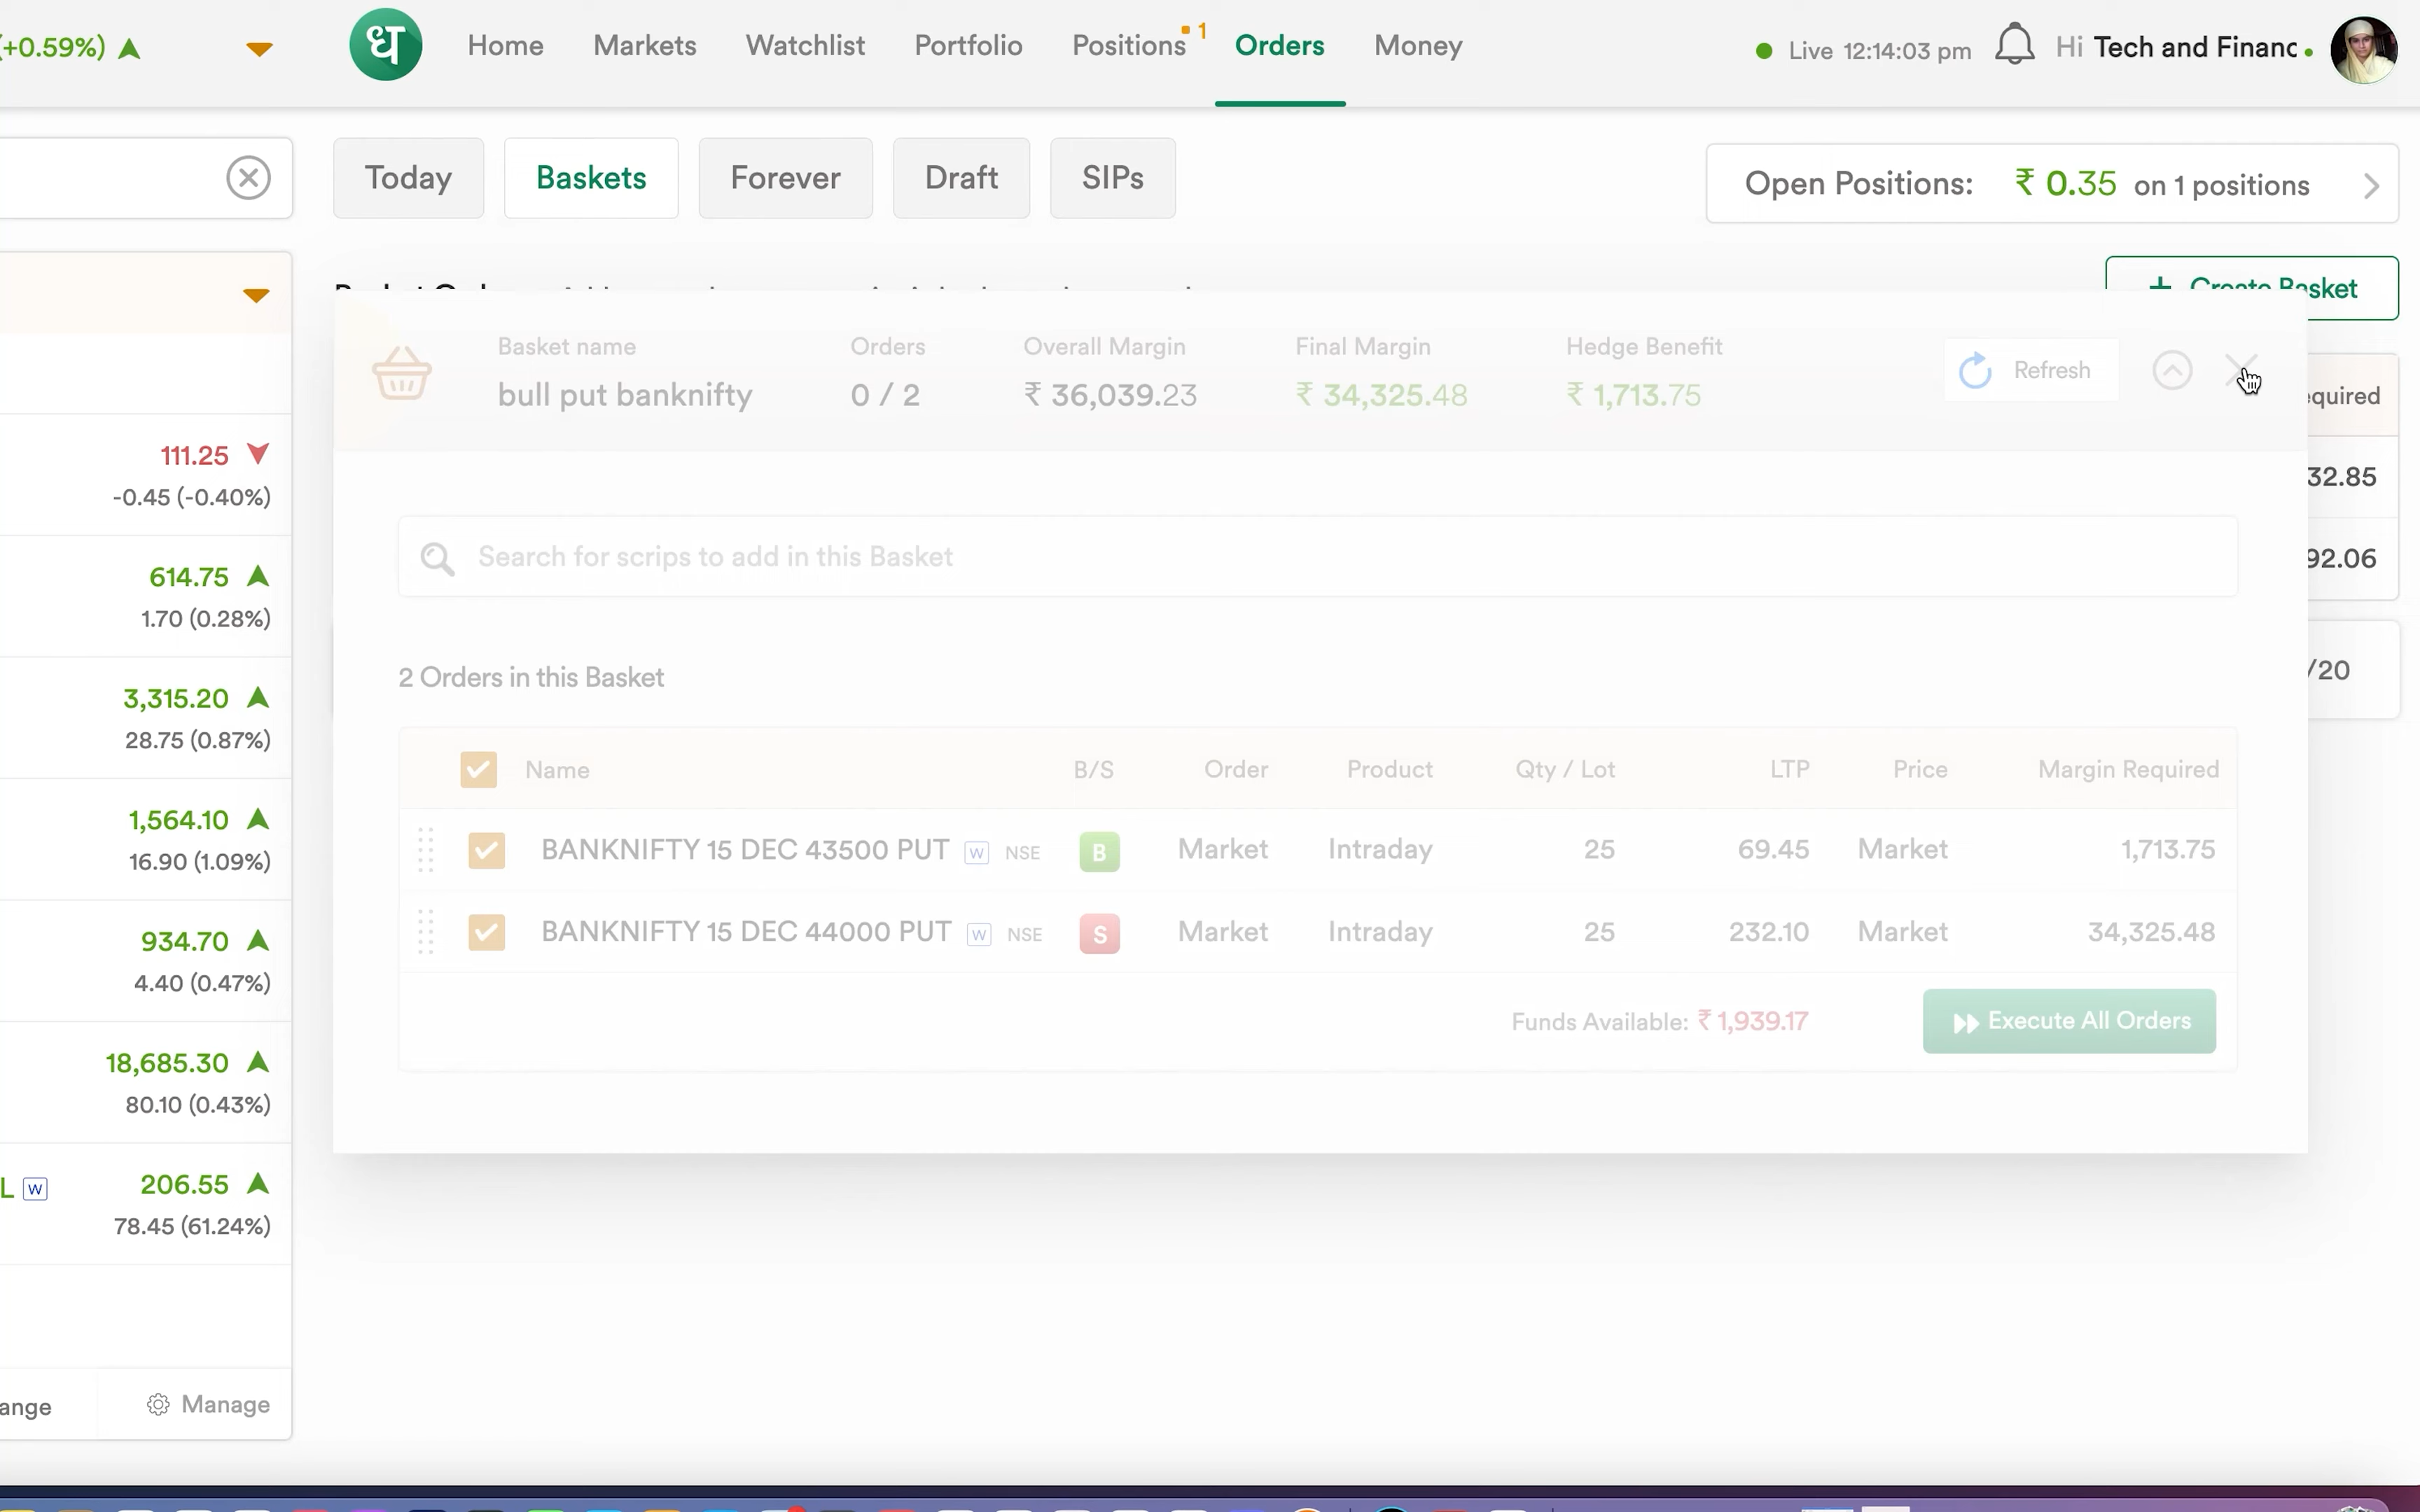 (+0.59%)
धT Home Markets Watchlist Portfolio Positions 1 Orders Money
Live 12:14:03 pm Hi Tech and Financ
Today Baskets Forever Draft SIPs
Open Positions: ₹ 0.35 on 1 positions
+ Create Basket
Basket name Orders Overall Margin Final Margin Hedge Benefit
bull put banknifty 0 / 2 ₹ 36,039.23 ₹ 34,325.48 ₹ 1,713.75
Refresh
equired
32.85
92.06
/20
Search for scrips to add in this Basket
2 Orders in this Basket
Name B/S Order Product Qty / Lot LTP Price Margin Required
BANKNIFTY 15 DEC 43500 PUT W NSE B Market Intraday 25 69.45 Market 1,713.75
BANKNIFTY 15 DEC 44000 PUT W NSE S Market Intraday 25 232.10 Market 34,325.48
Funds Available: ₹ 1,939.17 Execute All Orders
111.25
-0.45 (-0.40%)
614.75
1.70 (0.28%)
3,315.20
28.75 (0.87%)
1,564.10
16.90 (1.09%)
934.70
4.40 (0.47%)
18,685.30
80.10 (0.43%)
L W 206.55
78.45 (61.24%)
ange Manage